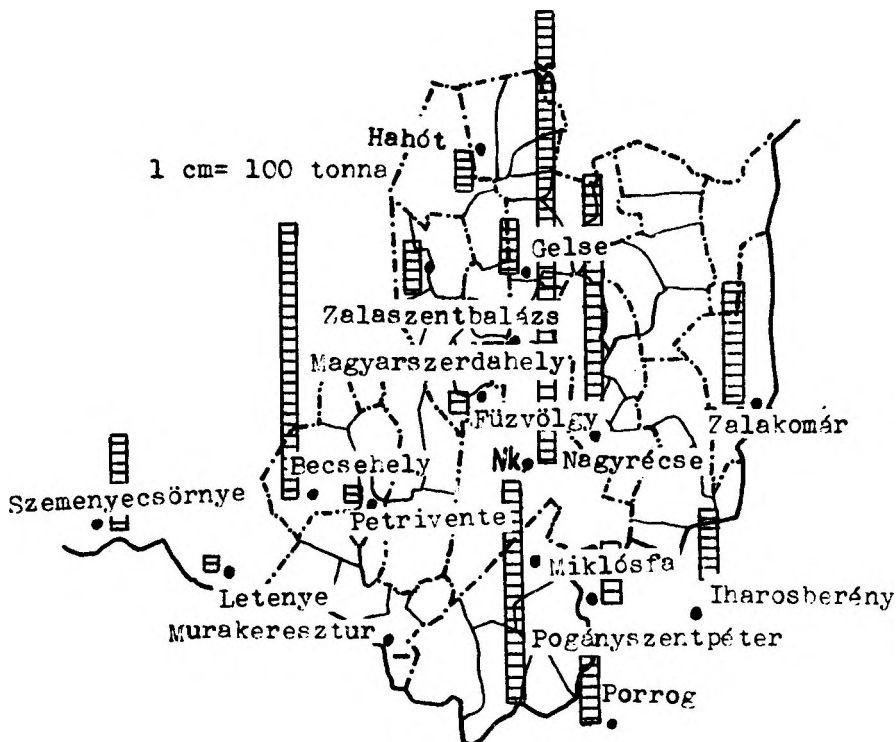 Hahót
1 cm= 100 tonna
Gelse
Zalaszentbalázs
Magyarszerdahely
Füzvölgy
Zalakomár
Becsehely
Nk.
Nagyrécse
Szemenyecsörnye
Petrivente
Miklósfa
Letenye
Iharosberény
Murakeresztur
Pogányszentpéter
Porrog